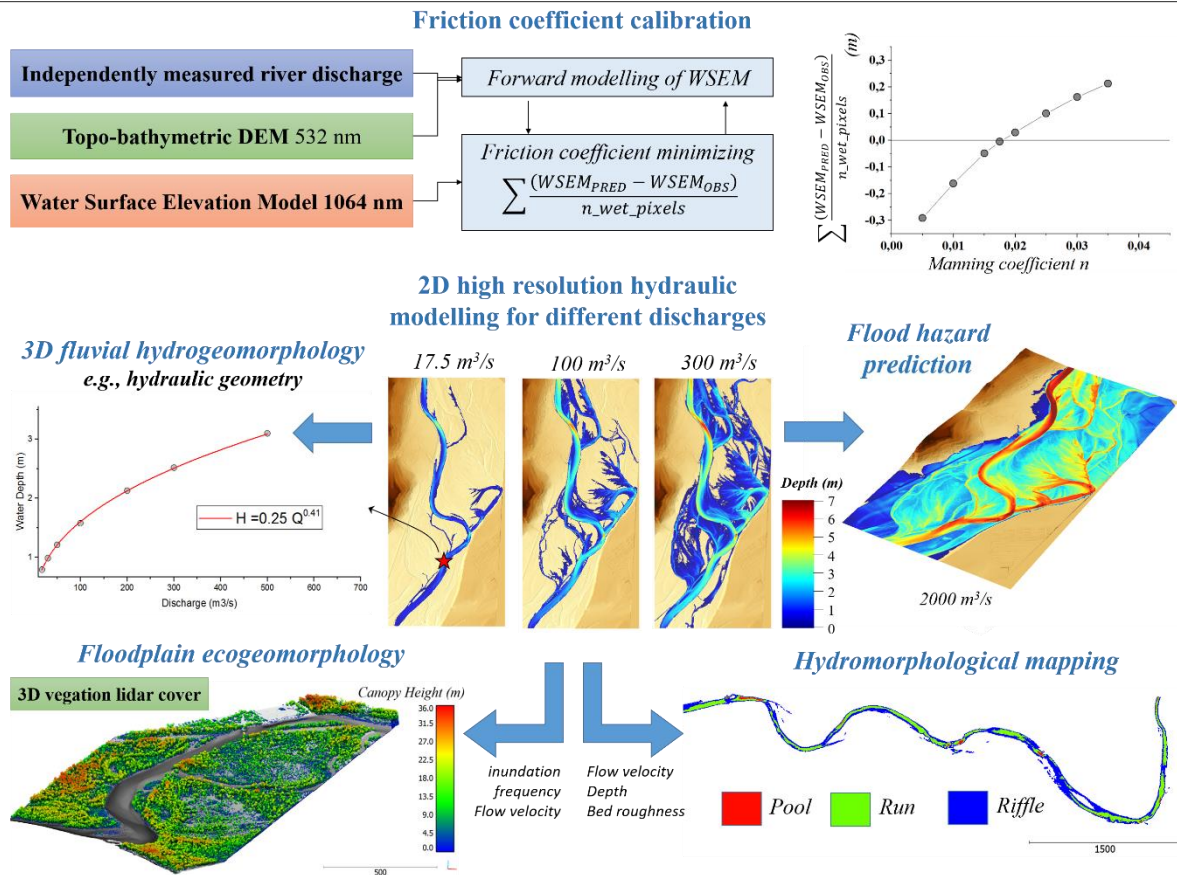 Friction coefficient calibration
Independently measured river discharge
Topo-bathymetric DEM 532 nm
Water Surface Elevation Model 1064 nm
Forward modelling of WSEM
Friction coefficient minimizing
∑ (WSEM_PRED − WSEM_OBS)
n_wet_pixels
∑ (WSEM_PRED − WSEM_OBS) (m)
n_wet_pixels
0,3
0,2
0,1
0,0
-0,1
-0,2
-0,3
0,00 0,01 0,02 0,03 0,04
Manning coefficient n
2D high resolution hydraulic
modelling for different discharges
3D fluvial hydrogeomorphology
e.g., hydraulic geometry
Water Depth (m)
3
2
1
H =0.25 Q^0.41
100 200 300 400 500 600 700
Discharge (m3/s)
17.5 m³/s 100 m³/s 300 m³/s
Depth (m)
7
6
5
4
3
2
1
0
Flood hazard
prediction
2000 m³/s
Floodplain ecogeomorphology
3D vegation lidar cover
Canopy Height (m)
36.0
31.5
27.0
22.5
18.0
13.5
9.0
4.5
0.0
500
inundation
frequency
Flow velocity
Flow velocity
Depth
Bed roughness
Hydromorphological mapping
Pool Run Riffle
1500